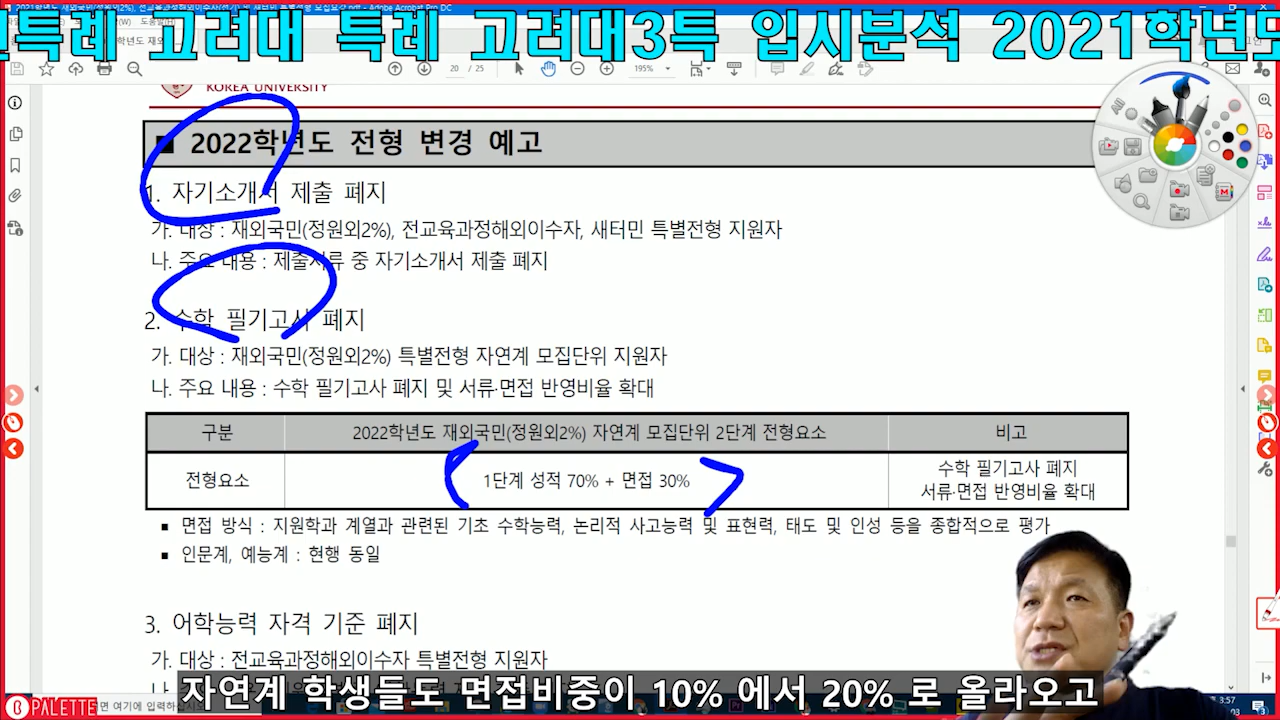 특례 고려대 특례 고려대3특 입시분석 2021학년도
20 / 25
195%
KOREA UNIVERSITY
■ 2022학년도 전형 변경 예고
1. 자기소개서 제출 폐지
가. 대상 : 재외국민(정원외2%), 전교육과정해외이수자, 새터민 특별전형 지원자
나. 주요 내용 : 제출서류 중 자기소개서 제출 폐지
2. 수학 필기고사 폐지
가. 대상 : 재외국민(정원외2%) 특별전형 자연계 모집단위 지원자
나. 주요 내용 : 수학 필기고사 폐지 및 서류·면접 반영비율 확대
구분 2022학년도 재외국민(정원외2%) 자연계 모집단위 2단계 전형요소 비고
전형요소 1단계 성적 70% + 면접 30% 수학 필기고사 폐지
서류·면접 반영비율 확대
▪ 면접 방식 : 지원학과 계열과 관련된 기초 수학능력, 논리적 사고능력 및 표현력, 태도 및 인성 등을 종합적으로 평가
▪ 인문계, 예능계 : 현행 동일
3. 어학능력 자격 기준 폐지
가. 대상 : 전교육과정해외이수자 특별전형 지원자
자연계 학생들도 면접비중이 10% 에서 20% 로 올라오고
PALETTE